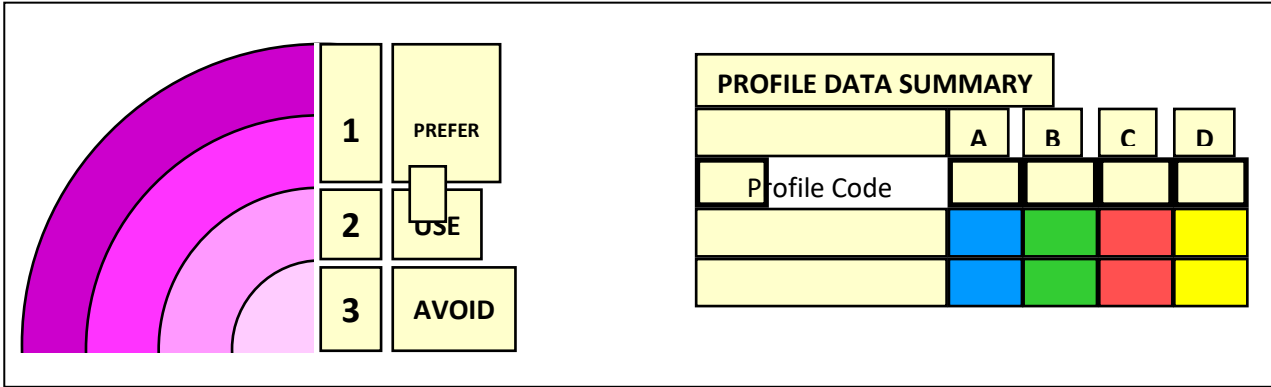 1 PREFER
2 USE
3 AVOID
PROFILE DATA SUMMARY
A B C D
Profile Code